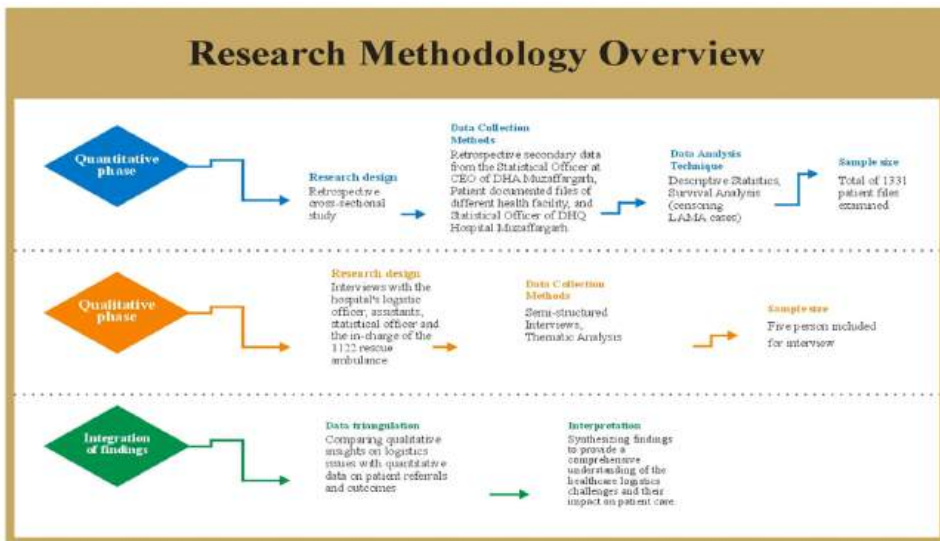 Research Methodology Overview
Quantitative
phase
Research design
Retrospective
cross-sectional
study
Data Collection
Methods
Retrospective secondary data
from the Statistical Officer at
CEO of DHA Muzaffargarh,
Patient documented files of
different health facility, and
Statistical Officer of DHQ
Hospital Muzaffargarh
Data Analysis
Technique
Descriptive Statistics,
Survival Analysis
(censoring
LAMA cases)
Sample size
Total of 1331
patient files
examined
Qualitative
phase
Research design
Interviews with the
hospital's logistic
officer, assistants,
statistical officer and
the in-charge of the
1122 rescue
ambulance
Data Collection
Methods
Semi-structured
Interviews,
Thematic Analysis
Sample size
Five person included
for interview
Integration
of findings
Data triangulation
Comparing qualitative
insights on logistics
issues with quantitative
data on patient referrals
and outcomes
Interpretation
Synthesizing findings
to provide a
comprehensive
understanding of the
healthcare logistics
challenges and their
impact on patient care.